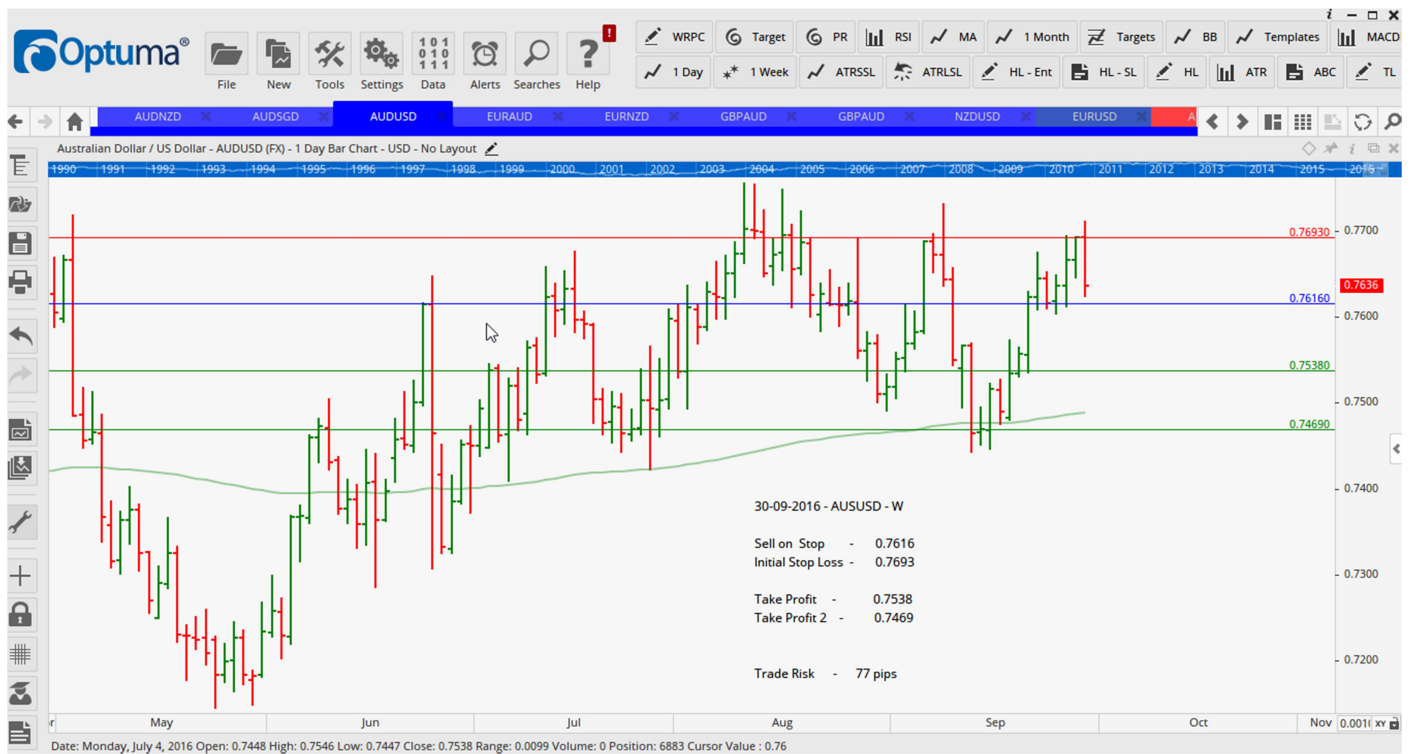 Optuma®
File
New
Tools
Settings
101
010
111
Data
Alerts
Searches
?
!
Help
i
WRPC
Target
PR
RSI
MA
1 Month
Targets
BB
Templates
MACD
1 Day
1 Week
ATRSSL
ATRLSL
HL - Ent
HL - SL
HL
ATR
ABC
TL
AUDNZD
AUDSGD
AUDUSD
EURAUD
EURNZD
GBPAUD
GBPAUD
NZDUSD
EURUSD
A
Australian Dollar / US Dollar - AUDUSD (FX) - 1 Day Bar Chart - USD - No Layout
i
1990 1991 1992 1993 1994 1995 1996 1997 1998 1999 2000 2001 2002 2003 2004 2005 2006 2007 2008 2009 2010 2011 2012 2013 2014 2015 2016
0.76930
0.7700
0.7636
0.76160
0.7600
0.75380
0.7500
0.74690
0.7400
0.7300
0.7200
30-09-2016 - AUSUSD - W
Sell on Stop - 0.7616
Initial Stop Loss - 0.7693
Take Profit - 0.7538
Take Profit 2 - 0.7469
Trade Risk - 77 pips
r May Jun Jul Aug Sep Oct Nov
XY
Date: Monday, July 4, 2016 Open: 0.7448 High: 0.7546 Low: 0.7447 Close: 0.7538 Range: 0.0099 Volume: 0 Position: 6883 Cursor Value : 0.76